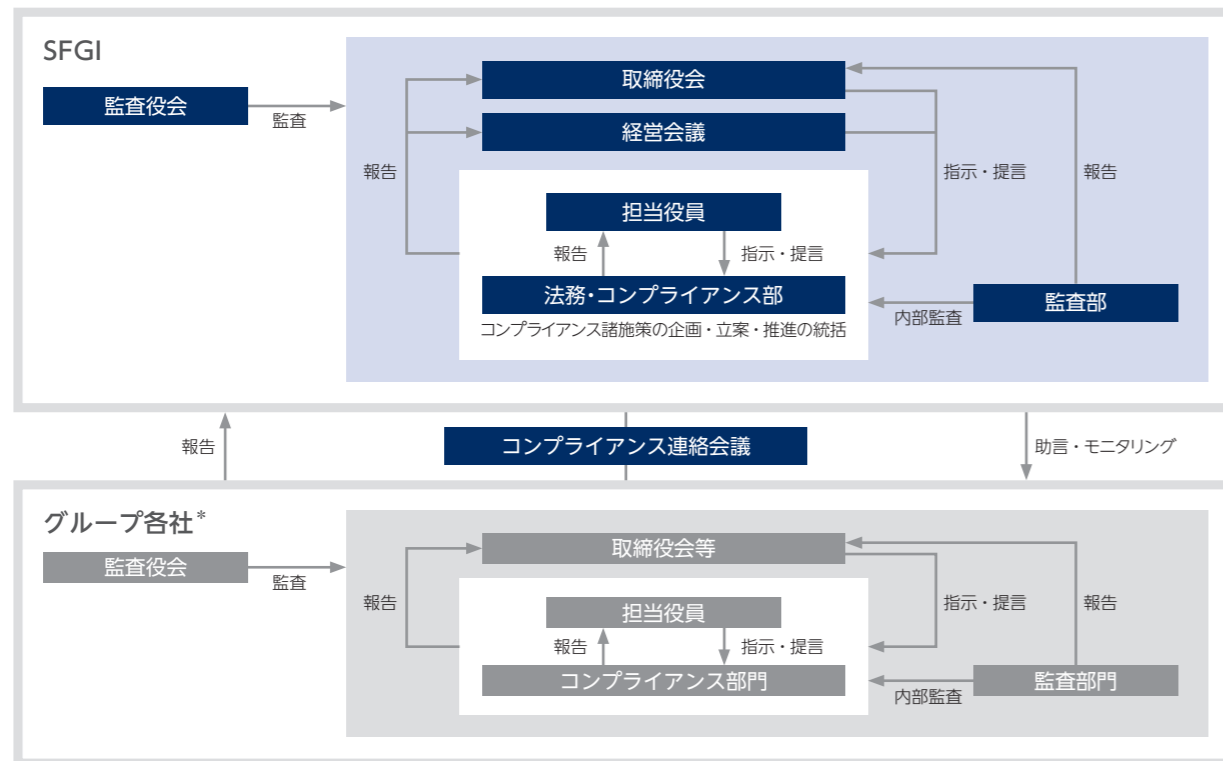 SFGI
監査役会
監査
取締役会
経営会議
報告
指示・提言
報告
担当役員
報告
指示・提言
法務・コンプライアンス部
コンプライアンス諸施策の企画・立案・推進の統括
内部監査
監査部
報告
コンプライアンス連絡会議
助言・モニタリング
グループ各社*
監査役会
監査
取締役会等
報告
指示・提言
報告
担当役員
報告
指示・提言
コンプライアンス部門
内部監査
監査部門